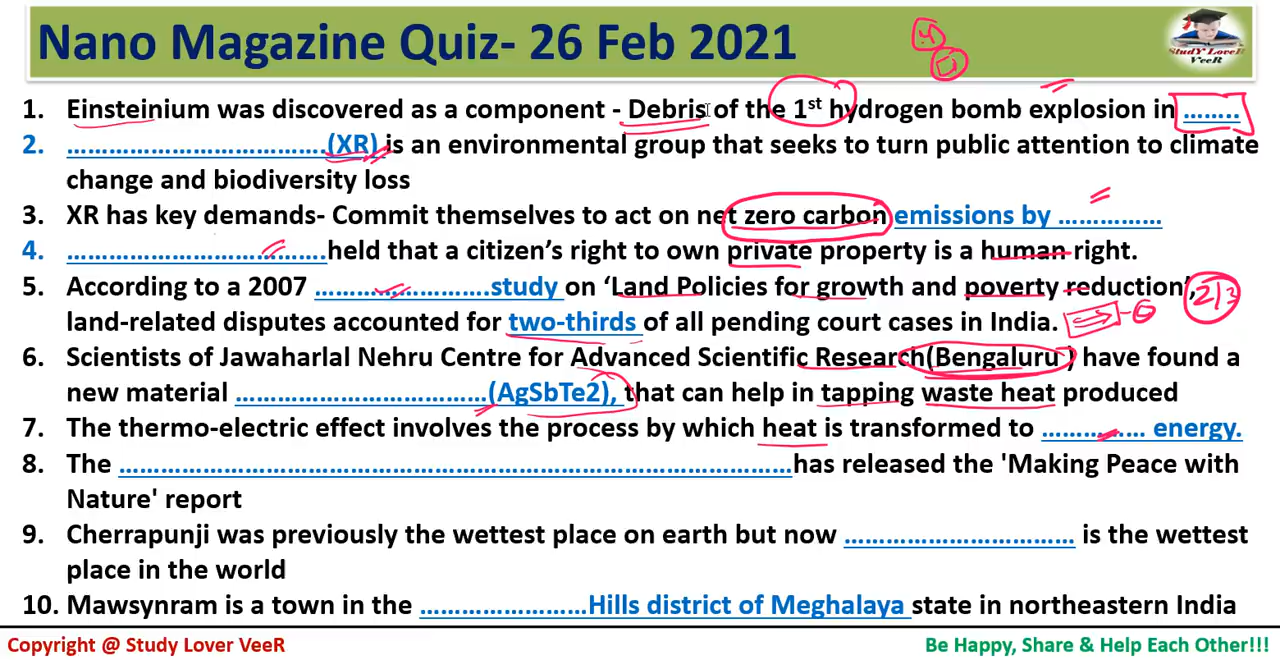 Nano Magazine Quiz- 26 Feb 2021
StudY LoveR
VeeR
1. Einsteinium was discovered as a component - Debris of the 1st hydrogen bomb explosion in ........
2. ......................................(XR) is an environmental group that seeks to turn public attention to climate
change and biodiversity loss
3. XR has key demands- Commit themselves to act on net zero carbon emissions by ...............
4. ......................................held that a citizen's right to own private property is a human right.
5. According to a 2007 .........................study on 'Land Policies for growth and poverty reduction', 2/3
land-related disputes accounted for two-thirds of all pending court cases in India.
6. Scientists of Jawaharlal Nehru Centre for Advanced Scientific Research(Bengaluru) have found a
new material ....................................(AgSbTe2), that can help in tapping waste heat produced
7. The thermo-electric effect involves the process by which heat is transformed to ............... energy.
8. The ....................................................................................has released the 'Making Peace with
Nature' report
9. Cherrapunji was previously the wettest place on earth but now ................................. is the wettest
place in the world
10. Mawsynram is a town in the ........................Hills district of Meghalaya state in northeastern India
Copyright @ Study Lover VeeR
Be Happy, Share & Help Each Other!!!